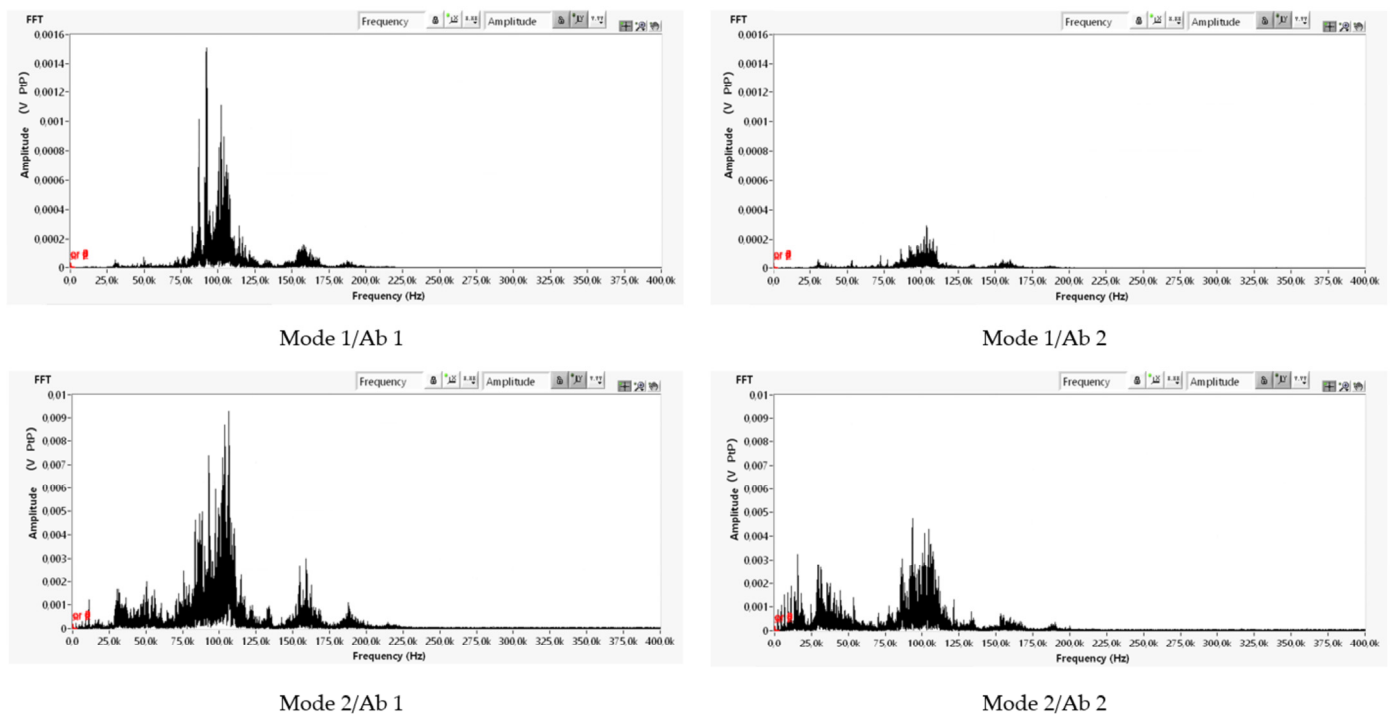 FFT
Frequency
Amplitude
0,0016
0,0014
0,0012
0,001
0,0008
0,0006
0,0004
0,0002
0
Amplitude (V PtP)
0,0 25,0k 50,0k 75,0k 100,0k 125,0k 150,0k 175,0k 200,0k 225,0k 250,0k 275,0k 300,0k 325,0k 350,0k 375,0k 400,0k
Frequency (Hz)
Mode 1/Ab 1
FFT
Frequency
Amplitude
0,0016
0,0014
0,0012
0,001
0,0008
0,0006
0,0004
0,0002
0
Amplitude (V PtP)
0,0 25,0k 50,0k 75,0k 100,0k 125,0k 150,0k 175,0k 200,0k 225,0k 250,0k 275,0k 300,0k 325,0k 350,0k 375,0k 400,0k
Frequency (Hz)
Mode 1/Ab 2
FFT
Frequency
Amplitude
0,01
0,009
0,008
0,007
0,006
0,005
0,004
0,003
0,002
0,001
0
Amplitude (V PtP)
0,0 25,0k 50,0k 75,0k 100,0k 125,0k 150,0k 175,0k 200,0k 225,0k 250,0k 275,0k 300,0k 325,0k 350,0k 375,0k 400,0k
Frequency (Hz)
Mode 2/Ab 1
FFT
Frequency
Amplitude
0,01
0,009
0,008
0,007
0,006
0,005
0,004
0,003
0,002
0,001
0
Amplitude (V PtP)
0,0 25,0k 50,0k 75,0k 100,0k 125,0k 150,0k 175,0k 200,0k 225,0k 250,0k 275,0k 300,0k 325,0k 350,0k 375,0k 400,0k
Frequency (Hz)
Mode 2/Ab 2